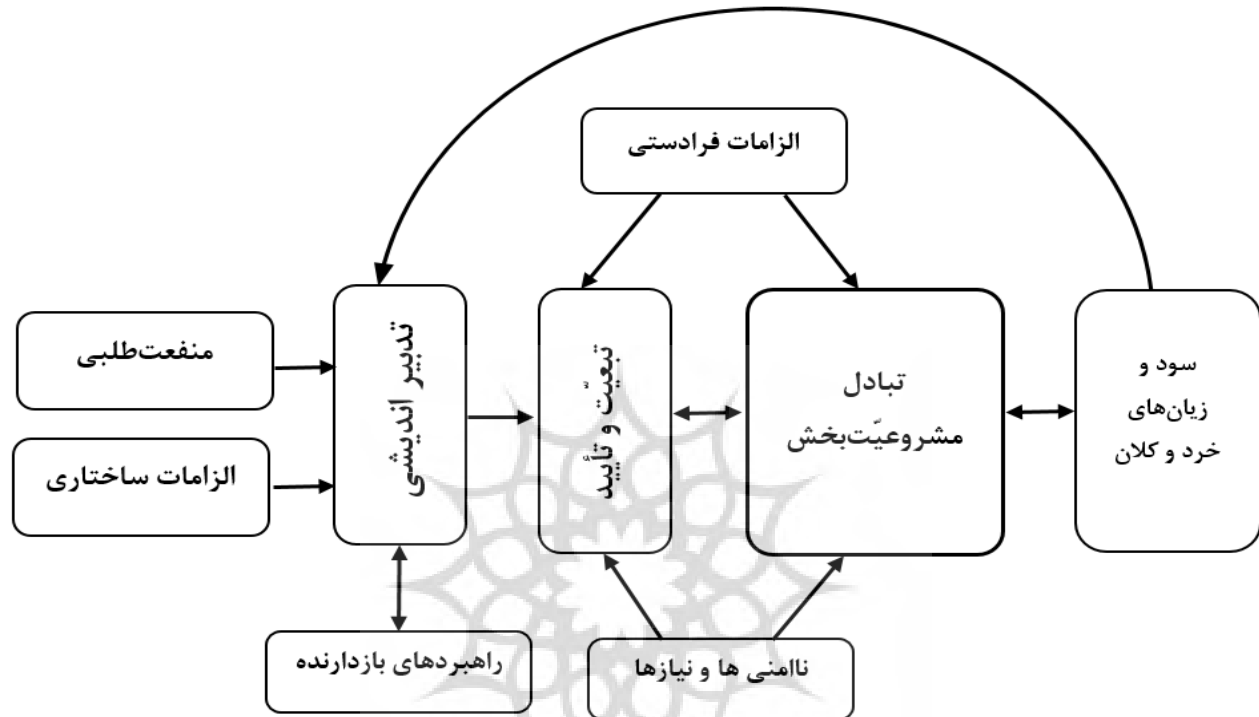 الزامات فرادستی
منفعت‌طلبی
الزامات ساختاری
تدبیر اندیشی
تبعیّت و تأیید
تبادل
مشروعیّت‌بخش
سود و
زیان‌های
خرد و کلان
راهبردهای بازدارنده
ناامنی ها و نیازها